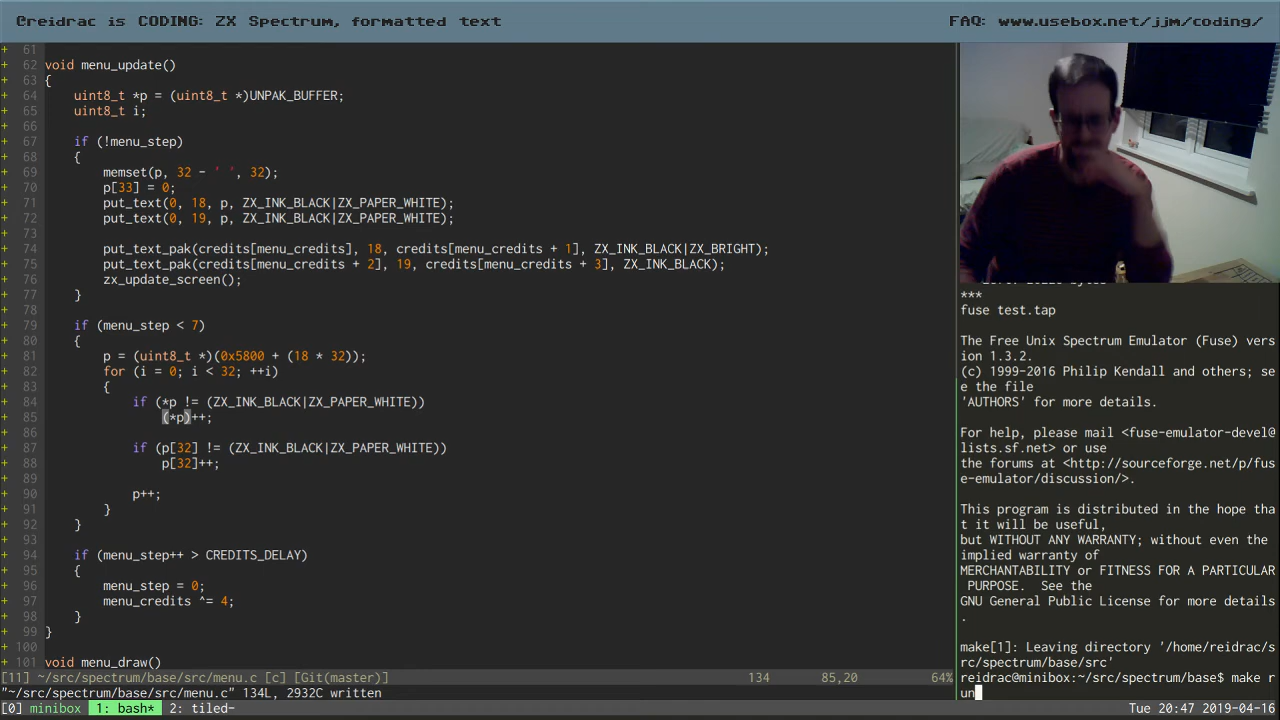 @reidrac is CODING: ZX Spectrum, formatted text
FAQ: www.usebox.net/jjm/coding/
+ 61
+ 62 void menu_update()
+ 63 {
+ 64     uint8_t *p = (uint8_t *)UNPAK_BUFFER;
+ 65     uint8_t i;
+ 66
+ 67     if (!menu_step)
+ 68     {
+ 69         memset(p, 32 - ' ', 32);
+ 70         p[33] = 0;
+ 71         put_text(0, 18, p, ZX_INK_BLACK|ZX_PAPER_WHITE);
+ 72         put_text(0, 19, p, ZX_INK_BLACK|ZX_PAPER_WHITE);
+ 73
+ 74         put_text_pak(credits[menu_credits], 18, credits[menu_credits + 1], ZX_INK_BLACK|ZX_BRIGHT);
+ 75         put_text_pak(credits[menu_credits + 2], 19, credits[menu_credits + 3], ZX_INK_BLACK);
+ 76         zx_update_screen();
+ 77     }
+ 78
+ 79     if (menu_step < 7)
+ 80     {
+ 81         p = (uint8_t *)(0x5800 + (18 * 32));
+ 82         for (i = 0; i < 32; ++i)
+ 83         {
+ 84             if (*p != (ZX_INK_BLACK|ZX_PAPER_WHITE))
+ 85                 (*p)++;
+ 86
+ 87             if (p[32] != (ZX_INK_BLACK|ZX_PAPER_WHITE))
+ 88                 p[32]++;
+ 89
+ 90             p++;
+ 91         }
+ 92     }
+ 93
+ 94     if (menu_step++ > CREDITS_DELAY)
+ 95     {
+ 96         menu_step = 0;
+ 97         menu_credits ^= 4;
+ 98     }
+ 99 }
+ 100
+ 101 void menu_draw()
[11] ~/src/spectrum/base/src/menu.c [c] [Git(master)]   134   85,20   64%
"~/src/spectrum/base/src/menu.c" 134L, 2932C written
***
fuse test.tap
The Free Unix Spectrum Emulator (Fuse) vers
ion 1.3.2.
(c) 1999-2016 Philip Kendall and others; se
e the file
'AUTHORS' for more details.
For help, please mail <fuse-emulator-devel@
lists.sf.net> or use
the forums at <http://sourceforge.net/p/fus
e-emulator/discussion/>.
This program is distributed in the hope tha
t it will be useful,
but WITHOUT ANY WARRANTY; without even the
implied warranty of
MERCHANTABILITY or FITNESS FOR A PARTICULAR
 PURPOSE.  See the
GNU General Public License for more details
.
make[1]: Leaving directory '/home/reidrac/s
rc/spectrum/base/src'
reidrac@minibox:~/src/spectrum/base$ make r
un
[0] minibox  1: bash*  2: tiled-
Tue 20:47 2019-04-16